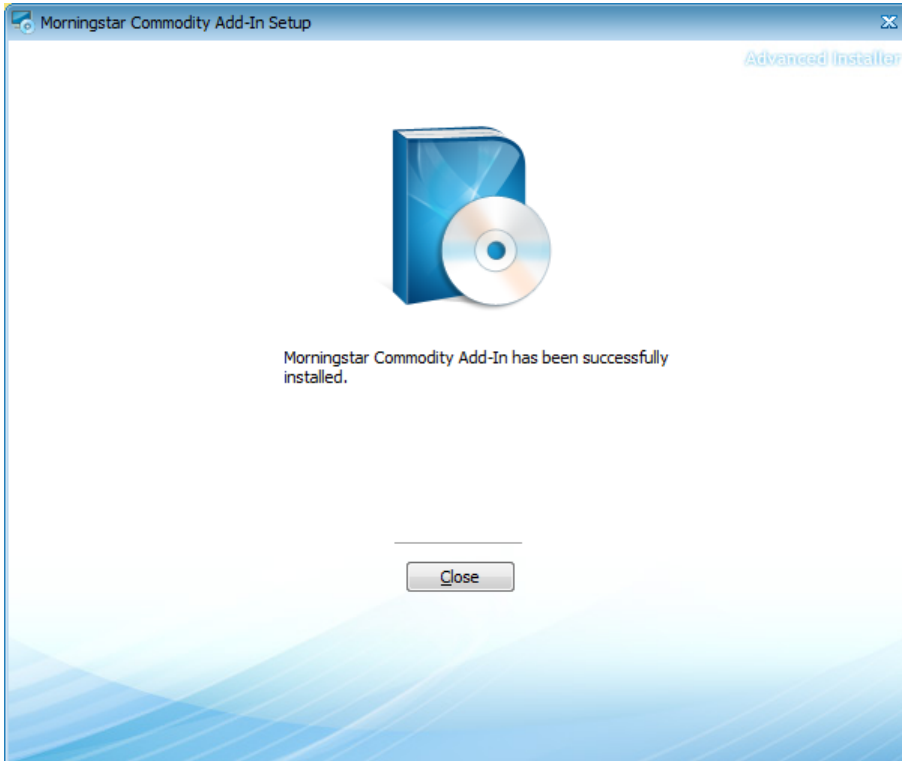 Morningstar Commodity Add-In Setup
Advanced Installer
Morningstar Commodity Add-In has been successfully
installed.
Close